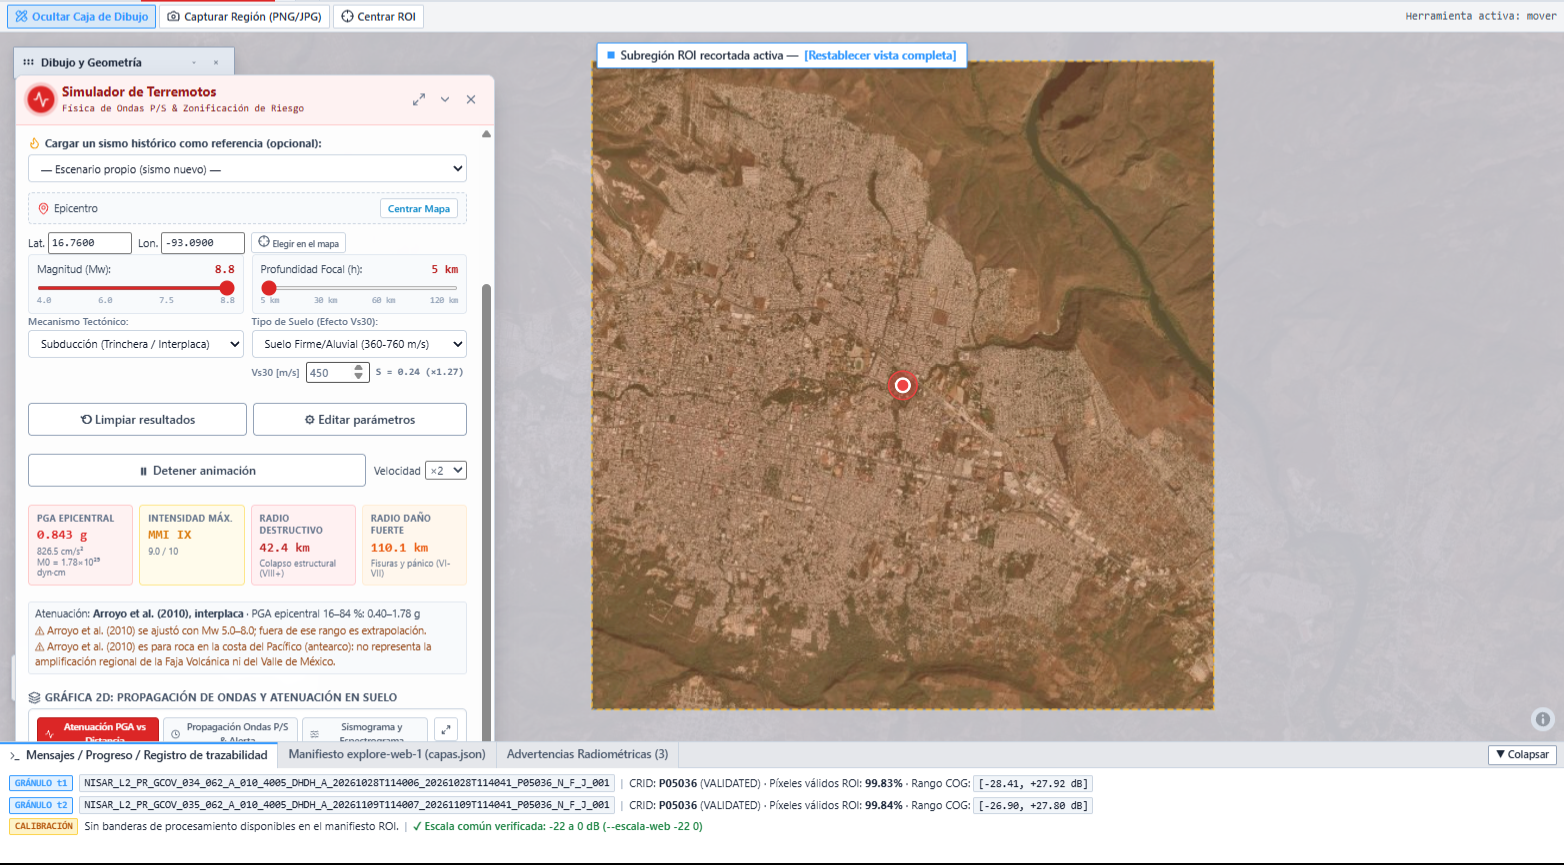 Ocultar Caja de Dibujo
Capturar Región (PNG/JPG)
Centrar ROI
Herramienta activa: mover
Dibujo y Geometría
Subregión ROI recortada activa — [Restablecer vista completa]
Simulador de Terremotos
Física de Ondas P/S & Zonificación de Riesgo
Cargar un sismo histórico como referencia (opcional):
— Escenario propio (sismo nuevo) —
Epicentro
Centrar Mapa
Lat. 16.7600 Lon. -93.0900 Elegir en el mapa
Magnitud (Mw): 8.8
4.0 6.0 7.5 8.8
Profundidad Focal (h): 5 km
5 km 30 km 60 km 120 km
Mecanismo Tectónico:
Subducción (Trinchera / Interplaca)
Tipo de Suelo (Efecto Vs30):
Suelo Firme/Aluvial (360-760 m/s)
Vs30 [m/s] 450 S = 0.24 (×1.27)
Limpiar resultados
Editar parámetros
Detener animación
Velocidad ×2
PGA EPICENTRAL
0.843 g
826.5 cm/s²
M0 = 1.78×10²⁹
dyn·cm
INTENSIDAD MÁX.
MMI IX
9.0 / 10
RADIO
DESTRUCTIVO
42.4 km
Colapso estructural
(VIII+)
RADIO DAÑO
FUERTE
110.1 km
Fisuras y pánico (VI-
VII)
Atenuación: Arroyo et al. (2010), interplaca · PGA epicentral 16–84 %: 0.40–1.78 g
⚠ Arroyo et al. (2010) se ajustó con Mw 5.0–8.0; fuera de ese rango es extrapolación.
⚠ Arroyo et al. (2010) es para roca en la costa del Pacífico (antearco): no representa la
amplificación regional de la Faja Volcánica ni del Valle de México.
GRÁFICA 2D: PROPAGACIÓN DE ONDAS Y ATENUACIÓN EN SUELO
Atenuación PGA vs
Distancia
Propagación Ondas P/S
& Alerta
Sismograma y
Espectrograma
Mensajes / Progreso / Registro de trazabilidad
Manifiesto explore-web-1 (capas.json)
Advertencias Radiométricas (3)
▼ Colapsar
GRÁNULO t1 NISAR_L2_PR_GCOV_034_062_A_010_4005_DHDH_A_20261028T114006_20261028T114041_P05036_N_F_J_001 | CRID: P05036 (VALIDATED) · Píxeles válidos ROI: 99.83% · Rango COG: [-28.41, +27.92 dB]
GRÁNULO t2 NISAR_L2_PR_GCOV_035_062_A_010_4005_DHDH_A_20261109T114007_20261109T114041_P05036_N_F_J_001 | CRID: P05036 (VALIDATED) · Píxeles válidos ROI: 99.84% · Rango COG: [-26.90, +27.80 dB]
CALIBRACIÓN Sin banderas de procesamiento disponibles en el manifiesto ROI. | ✓ Escala común verificada: -22 a 0 dB (--escala-web -22 0)